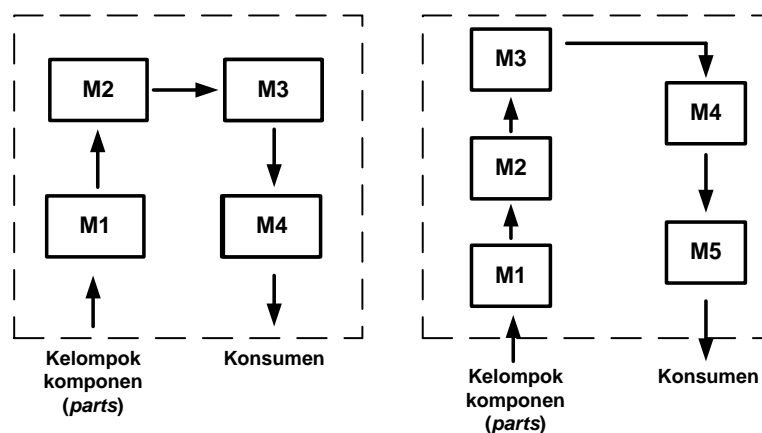 M2
M3
M1
M4
Kelompok
komponen
(parts)
Konsumen
M3
M4
M2
M5
M1
Kelompok
komponen
(parts)
Konsumen